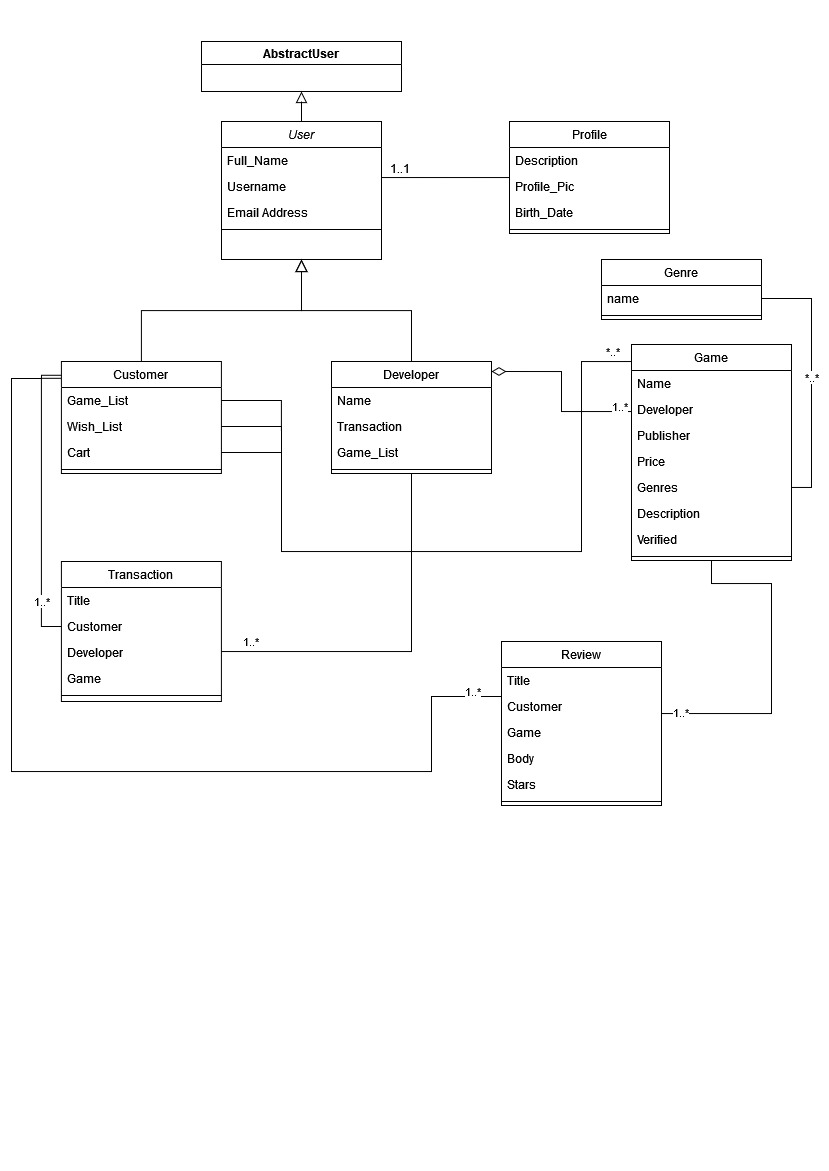 AbstractUser
User
Full_Name
Username
Email Address
1..1
Profile
Description
Profile_Pic
Birth_Date
Genre
name
*..*
Customer
Game_List
Wish_List
Cart
Developer
Name
Transaction
Game_List
*..*
1..*
Game
Name
Developer
Publisher
Price
Genres
Description
Verified
Transaction
Title
Customer
Developer
Game
1..*
1..*
Review
Title
Customer
Game
Body
Stars
1..*
1..*